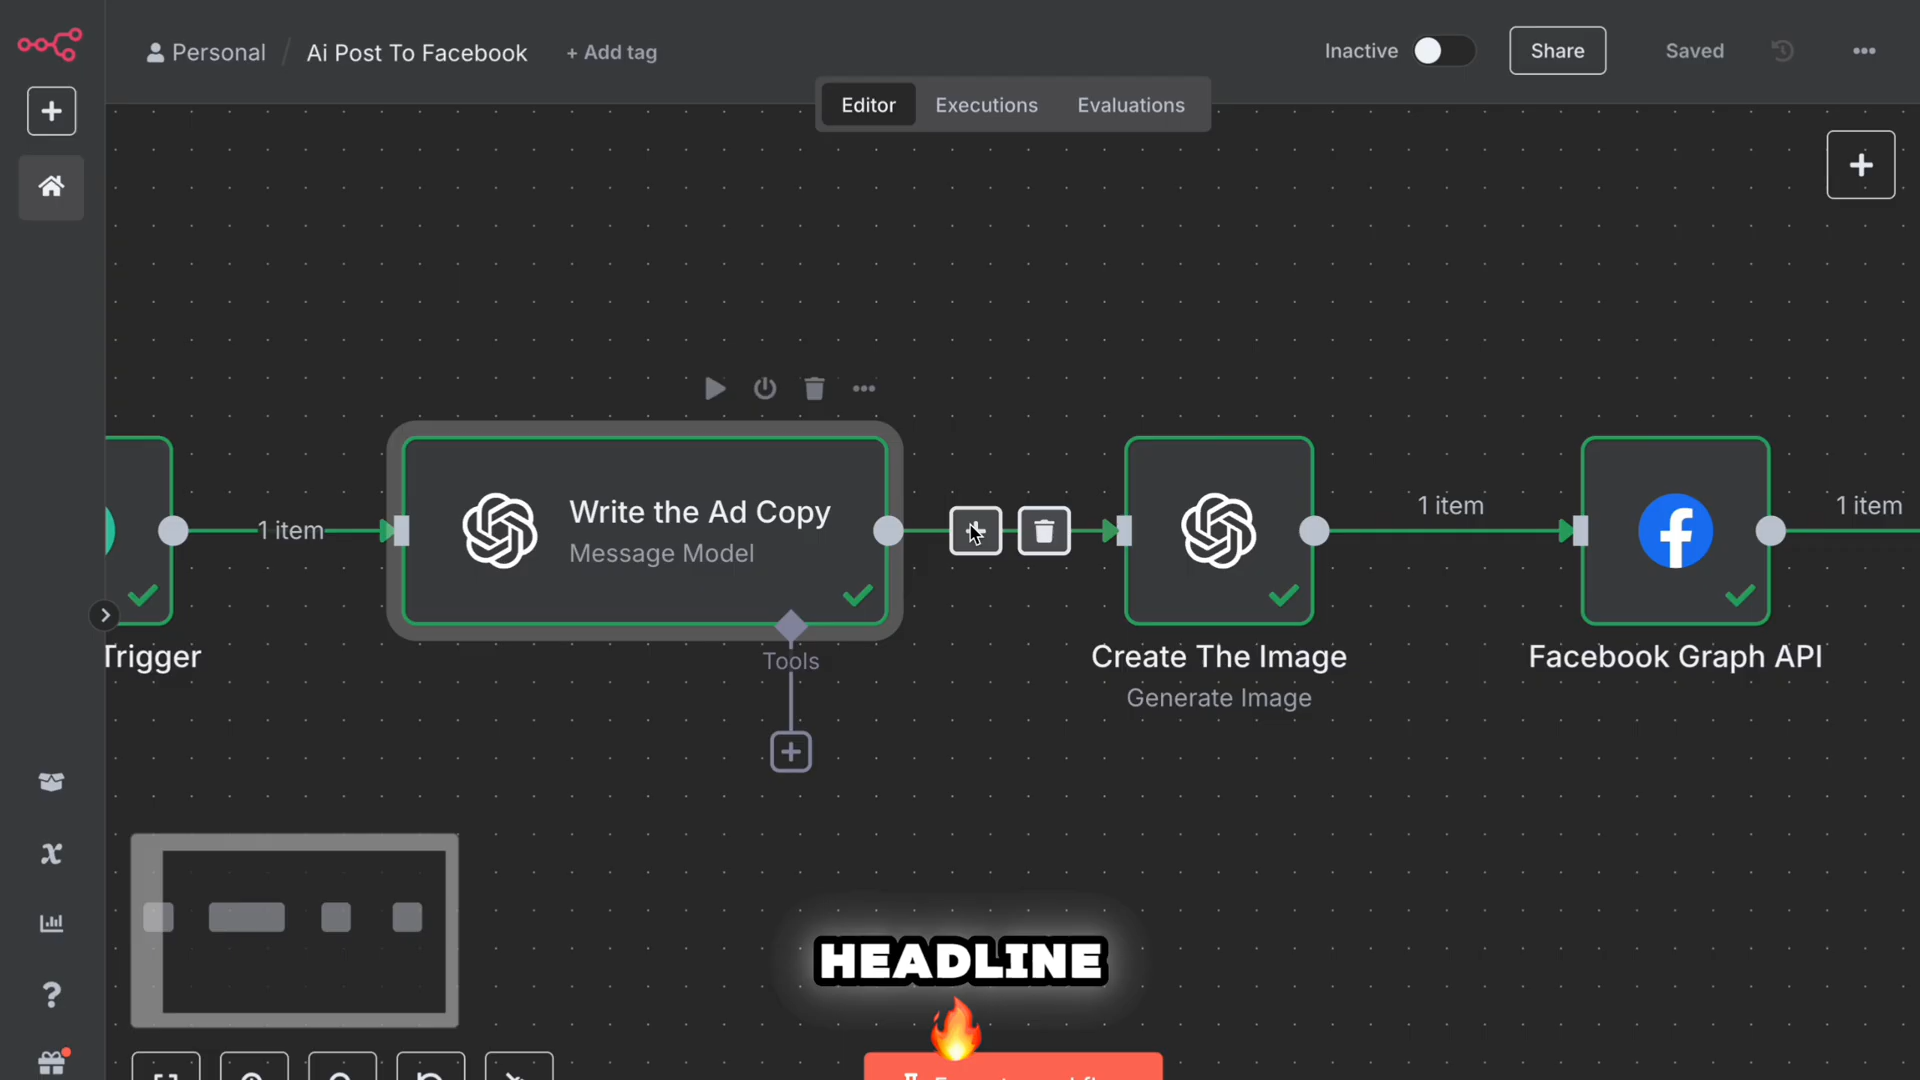 Personal / Ai Post To Facebook + Add tag
Inactive
Share
Saved
Editor Executions Evaluations
1 item
Write the Ad Copy
Message Model
Tools
Trigger
1 item
Create The Image
Generate Image
1 item
Facebook Graph API
HEADLINE